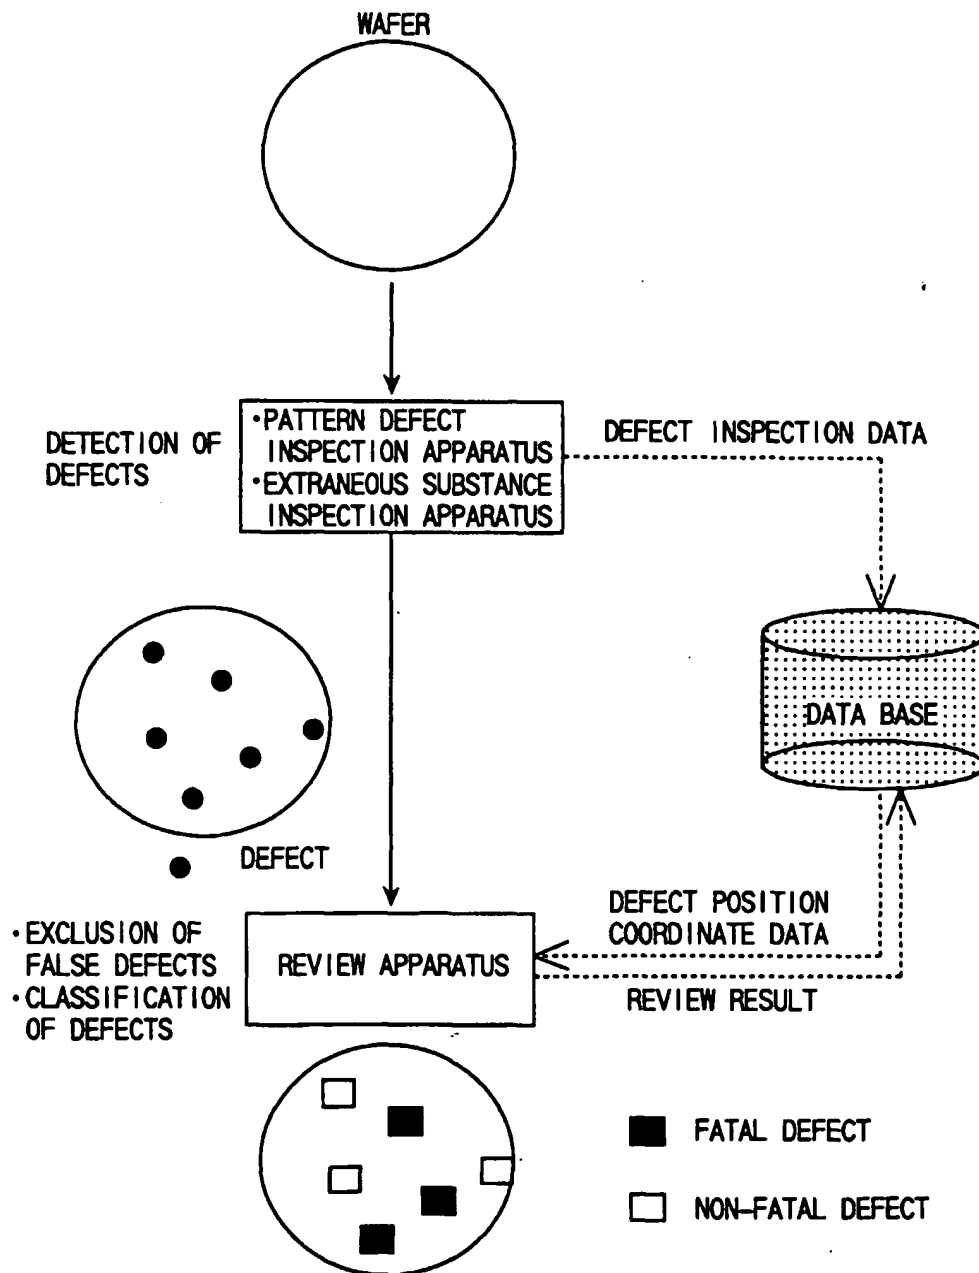 WAFER
DETECTION OF
DEFECTS
·PATTERN DEFECT
INSPECTION APPARATUS
·EXTRANEOUS SUBSTANCE
INSPECTION APPARATUS
DEFECT INSPECTION DATA
DATA BASE
DEFECT
·EXCLUSION OF
FALSE DEFECTS
·CLASSIFICATION
OF DEFECTS
REVIEW APPARATUS
DEFECT POSITION
COORDINATE DATA
REVIEW RESULT
FATAL DEFECT
NON-FATAL DEFECT